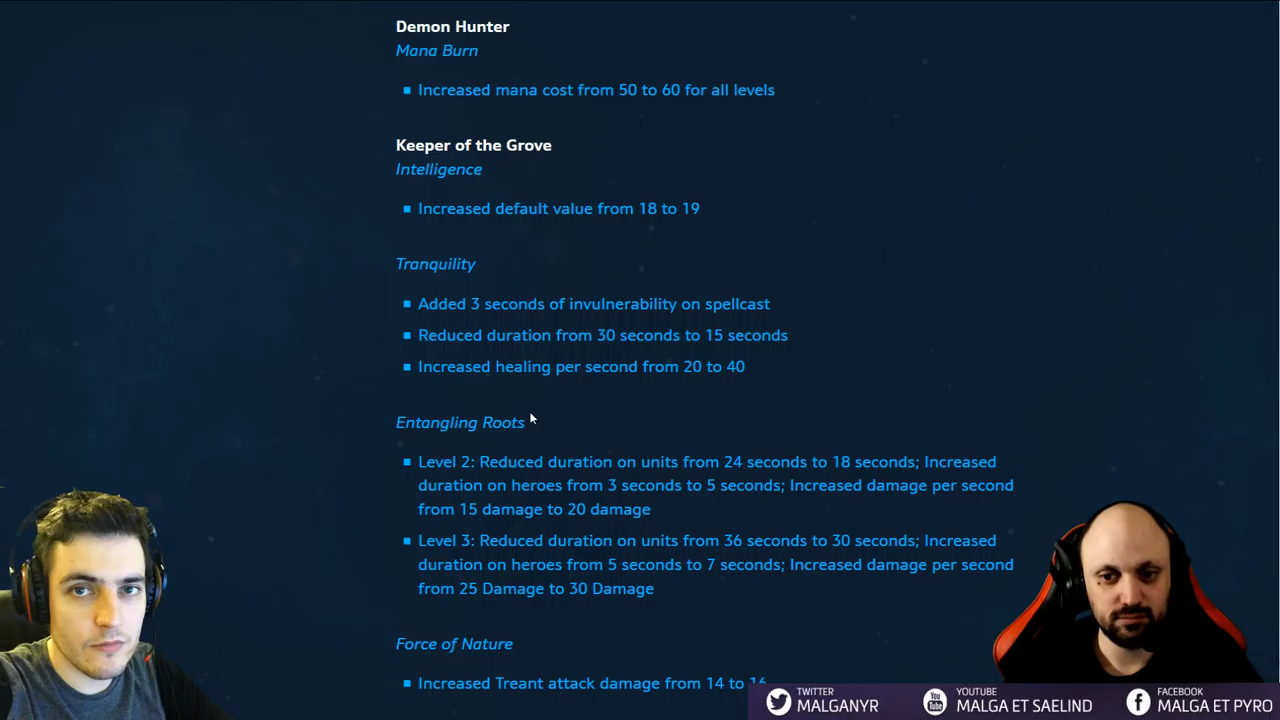 Demon Hunter
Mana Burn
Increased mana cost from 50 to 60 for all levels
Keeper of the Grove
Intelligence
Increased default value from 18 to 19
Tranquility
Added 3 seconds of invulnerability on spellcast
Reduced duration from 30 seconds to 15 seconds
Increased healing per second from 20 to 40
Entangling Roots
Level 2: Reduced duration on units from 24 seconds to 18 seconds; Increased
duration on heroes from 3 seconds to 5 seconds; Increased damage per second
from 15 damage to 20 damage
Level 3: Reduced duration on units from 36 seconds to 30 seconds; Increased
duration on heroes from 5 seconds to 7 seconds; Increased damage per second
from 25 Damage to 30 Damage
Force of Nature
Increased Treant attack damage from 14 to 16
TWITTER
MALGANYR
You Tube
YOUTUBE
MALGA ET SAELIND
FACEBOOK
MALGA ET PYRO